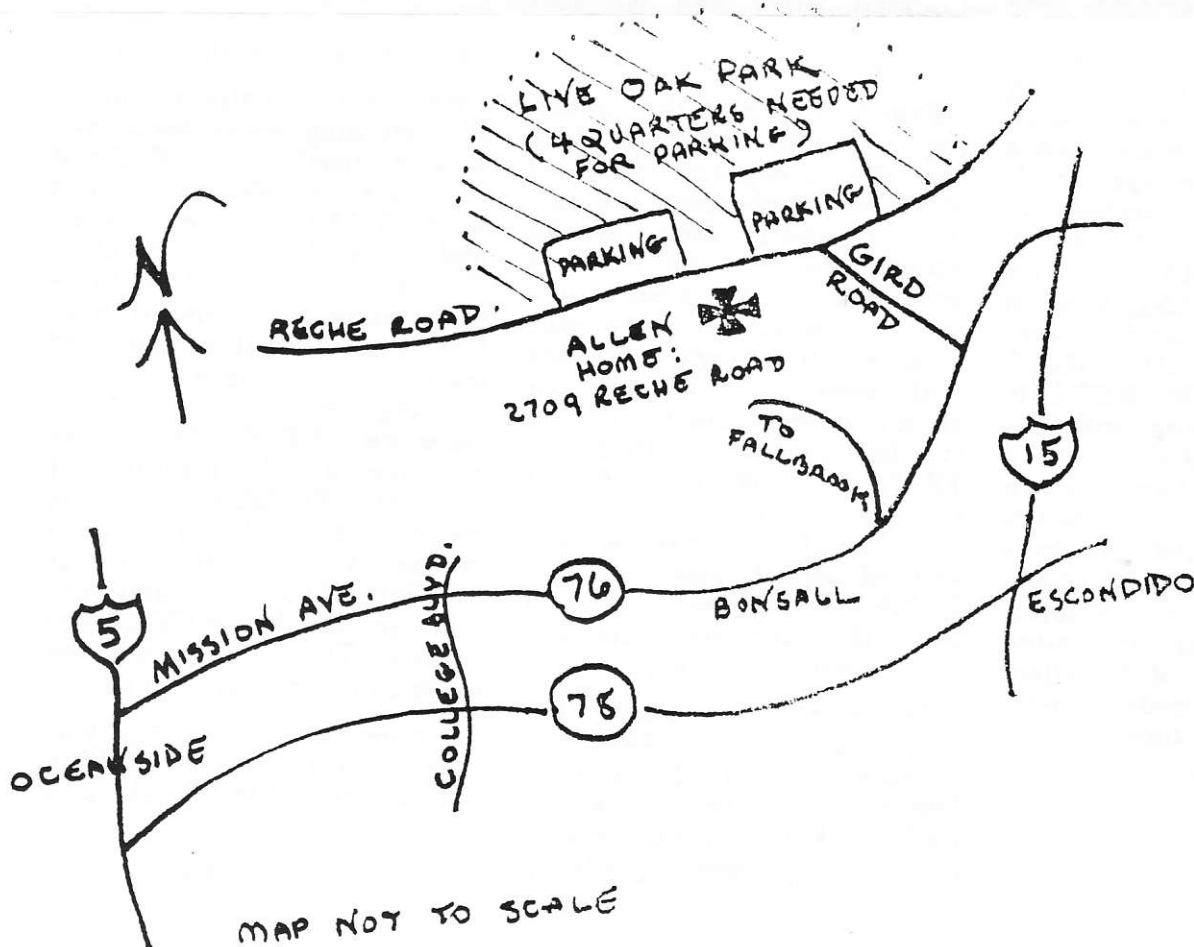 LIVE OAK PARK
(4 QUARTERS NEEDED
FOR PARKING)
PARKING
PARKING
N
GIRD
ROAD
RECHE ROAD.
ALLEN
HOME:
2709 RECHE ROAD
TO
FALLBROOK
15
5
MISSION AVE.
COLLEGE BLVD.
76
BONSALL
ESCONDIDO
78
OCEANSIDE
MAP NOT TO SCALE